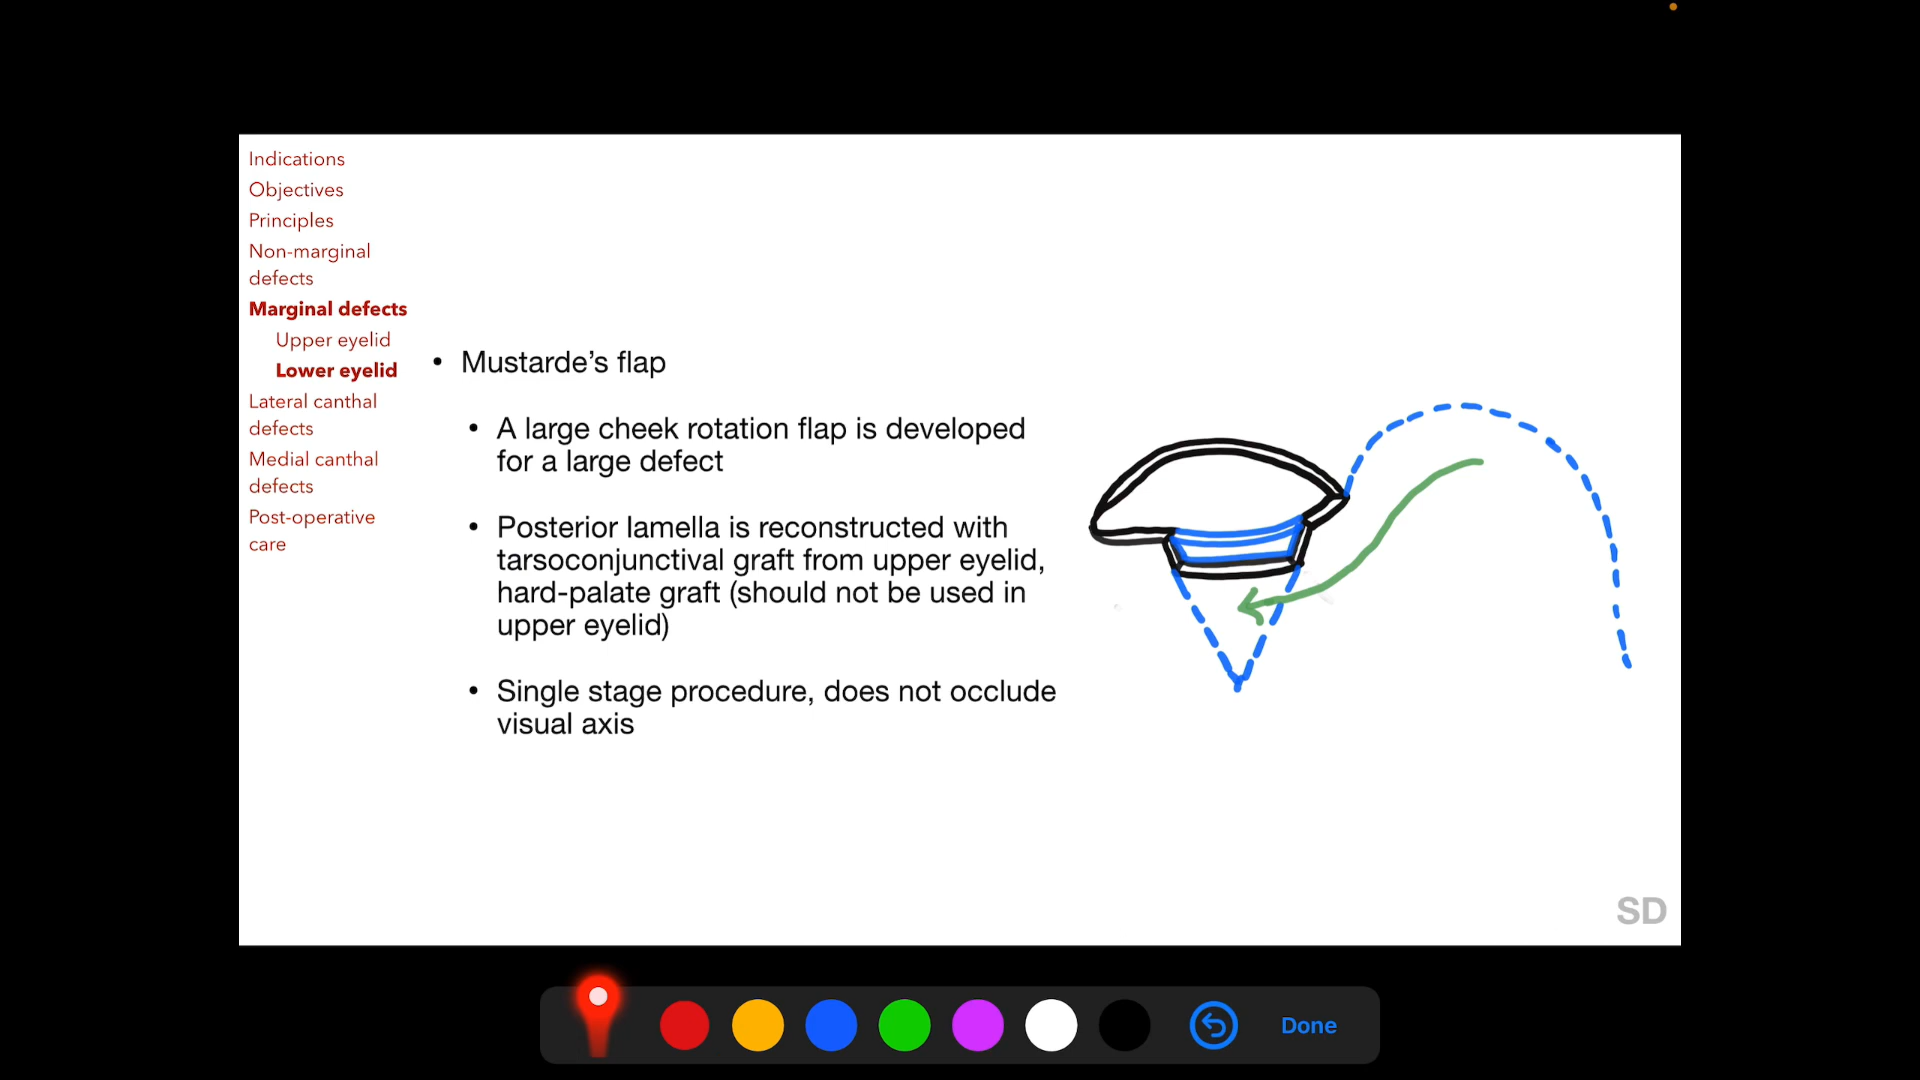 Indications
Objectives
Principles
Non-marginal
defects
Marginal defects
Upper eyelid
Lower eyelid
Lateral canthal
defects
Medial canthal
defects
Post-operative
care
• Mustarde’s flap
• A large cheek rotation flap is developed
for a large defect
• Posterior lamella is reconstructed with
tarsoconjunctival graft from upper eyelid,
hard-palate graft (should not be used in
upper eyelid)
• Single stage procedure, does not occlude
visual axis
SD
Done